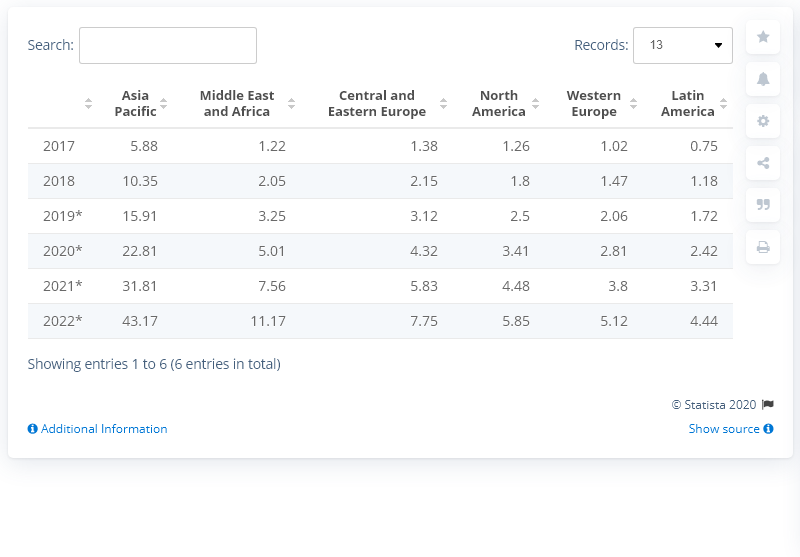 Search:
Records: 13
Asia Pacific Middle East and Africa Central and Eastern Europe North America Western Europe Latin America
2017 5.88 1.22 1.38 1.26 1.02 0.75
2018 10.35 2.05 2.15 1.8 1.47 1.18
2019* 15.91 3.25 3.12 2.5 2.06 1.72
2020* 22.81 5.01 4.32 3.41 2.81 2.42
2021* 31.81 7.56 5.83 4.48 3.8 3.31
2022* 43.17 11.17 7.75 5.85 5.12 4.44
Showing entries 1 to 6 (6 entries in total)
© Statista 2020
Additional Information
Show source